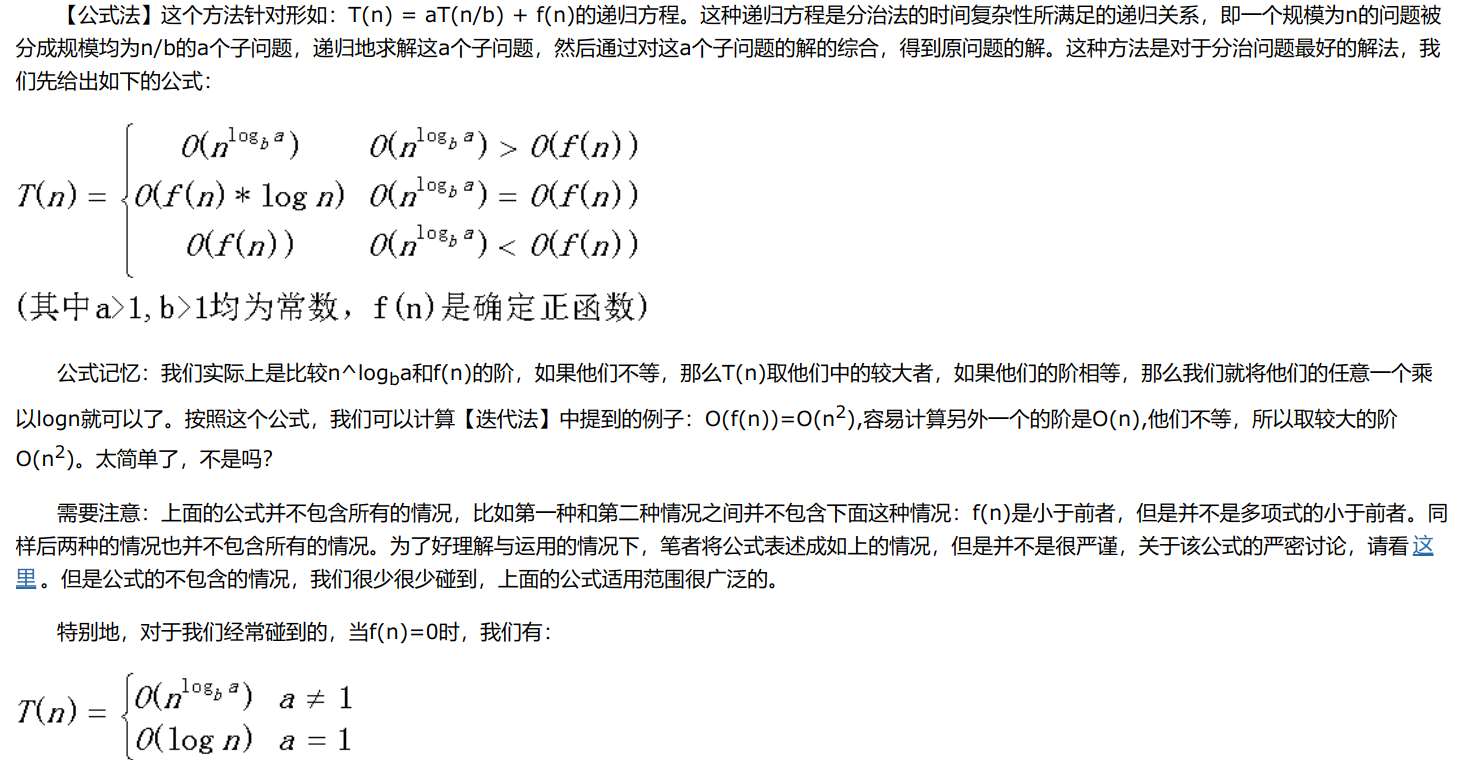 【公式法】这个方法针对形如：T(n) = aT(n/b) + f(n)的递归方程。这种递归方程是分治法的时间复杂性所满足的递归关系，即一个规模为n的问题被
分成规模均为n/b的a个子问题，递归地求解这a个子问题，然后通过对这a个子问题的解的综合，得到原问题的解。这种方法是对于分治问题最好的解法，我
们先给出如下的公式：
O(n^log_b a) O(n^log_b a) > O(f(n))
T(n) = { O(f(n) * log n) O(n^log_b a) = O(f(n))
O(f(n)) O(n^log_b a) < O(f(n))
(其中a>1,b>1均为常数，f(n)是确定正函数)
公式记忆：我们实际上是比较n^log_b a和f(n)的阶，如果他们不等，那么T(n)取他们中的较大者，如果他们的阶相等，那么我们就将他们的任意一个乘
以logn就可以了。按照这个公式，我们可以计算【迭代法】中提到的例子：O(f(n))=O(n²),容易计算另外一个的阶是O(n),他们不等，所以取较大的阶
O(n²)。太简单了，不是吗？
需要注意：上面的公式并不包含所有的情况，比如第一种和第二种情况之间并不包含下面这种情况：f(n)是小于前者，但是并不是多项式的小于前者。同
样后两种的情况也并不包含所有的情况。为了好理解与运用的情况下，笔者将公式表述成如上的情况，但是并不是很严谨，关于该公式的严密讨论，请看这
里。但是公式的不包含的情况，我们很少很少碰到，上面的公式适用范围很广泛的。
特别地，对于我们经常碰到的，当f(n)=0时，我们有：
T(n) = { O(n^log_b a) a ≠ 1
O(log n) a = 1